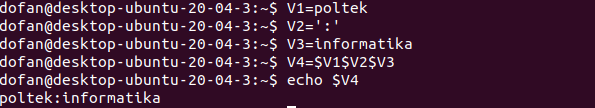 dofan@desktop-ubuntu-20-04-3:~$ V1=poltek
dofan@desktop-ubuntu-20-04-3:~$ V2=':'
dofan@desktop-ubuntu-20-04-3:~$ V3=informatika
dofan@desktop-ubuntu-20-04-3:~$ V4=$V1$V2$V3
dofan@desktop-ubuntu-20-04-3:~$ echo $V4
poltek:informatika